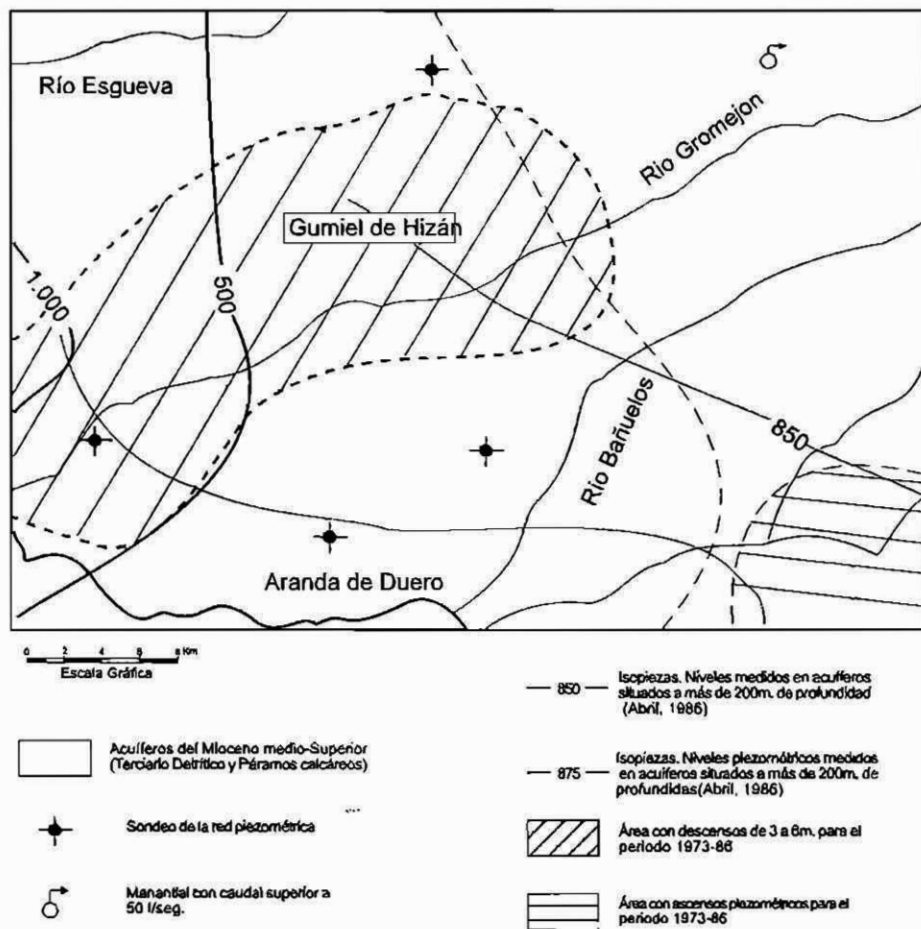 Río Esgueva
Rio Gromejon
Gumiel de Hizán
1.000
500
850
Río Bañuelos
Aranda de Duero
0 2 4 6 8 Km
Escala Gráfica
Acuíferos del Mioceno medio-Superior
(Terciario Detrítico y Páramos calcáreos)
Sondeo de la red piezométrica
Manantial con caudal superior a
50 l/seg.
850
Isopiezas. Niveles medidos en acuíferos
situados a más de 200m. de profundidad
(Abril, 1986)
875
Isopiezas. Niveles piezométricos medidos
en acuiferos situados a más de 200m. de
profundidas(Abril, 1986)
Área con descensos de 3 a 6m. para el
periodo 1973-86
Área con ascensos piezométricos para el
periodo 1973-86